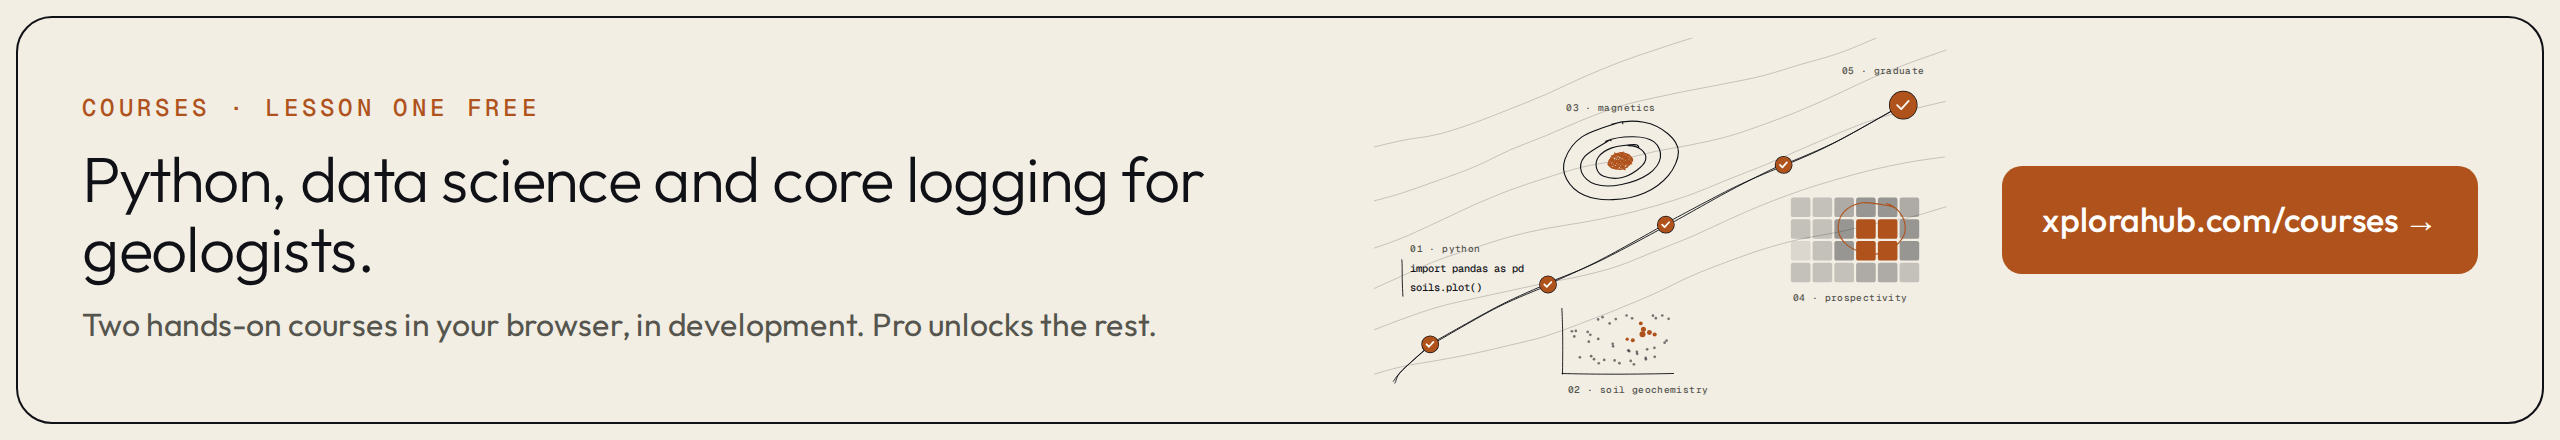 COURSES · LESSON ONE FREE
Python, data science and core logging for
geologists.
Two hands-on courses in your browser, in development. Pro unlocks the rest.
01 · python
import pandas as pd
soils.plot()
02 · soil geochemistry
03 · magnetics
04 · prospectivity
05 · graduate
xplorahub.com/courses →